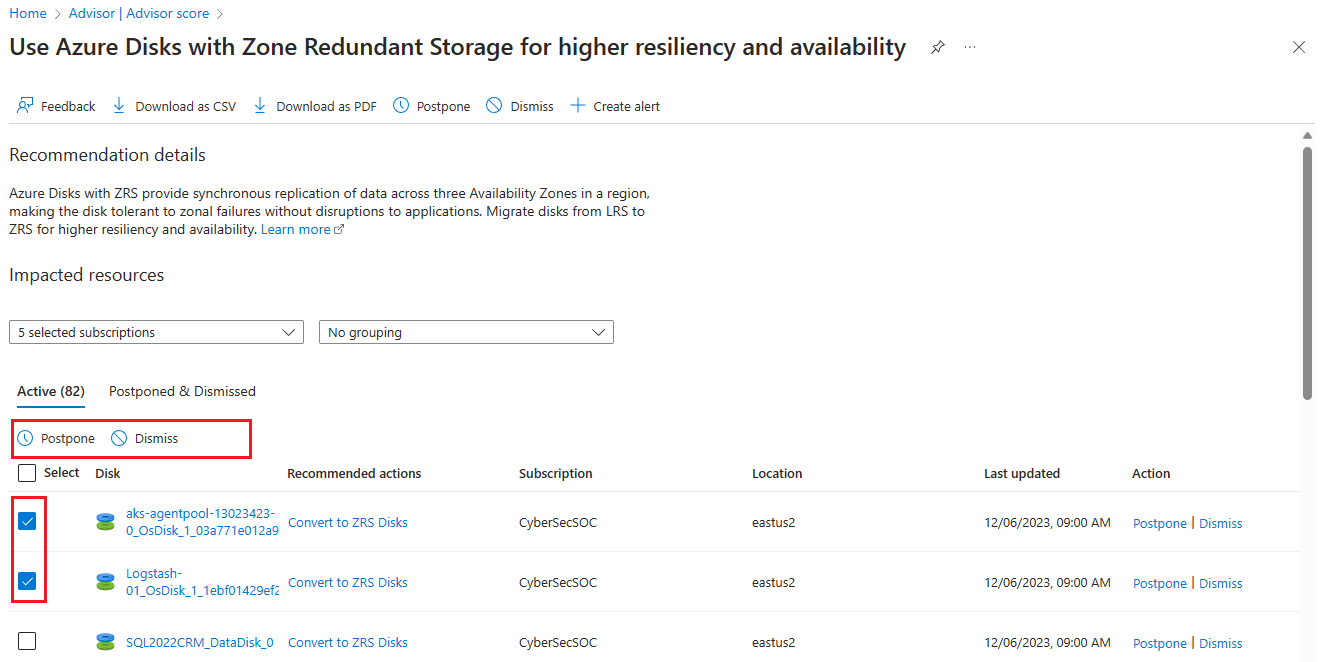 Home > Advisor | Advisor score >
Use Azure Disks with Zone Redundant Storage for higher resiliency and availability ...
Feedback Download as CSV Download as PDF Postpone Dismiss Create alert
Recommendation details
Azure Disks with ZRS provide synchronous replication of data across three Availability Zones in a region,
making the disk tolerant to zonal failures without disruptions to applications. Migrate disks from LRS to
ZRS for higher resiliency and availability. Learn more
Impacted resources
5 selected subscriptions No grouping
Active (82) Postponed & Dismissed
Postpone Dismiss
Select Disk Recommended actions Subscription Location Last updated Action
aks-agentpool-13023423-
0_OsDisk_1_03a771e012a9 Convert to ZRS Disks CyberSecSOC eastus2 12/06/2023, 09:00 AM Postpone | Dismiss
Logstash-
01_OsDisk_1_1ebf01429ef2 Convert to ZRS Disks CyberSecSOC eastus2 12/06/2023, 09:00 AM Postpone | Dismiss
SQL2022CRM_DataDisk_0 Convert to ZRS Disks CyberSecSOC eastus2 12/06/2023, 09:00 AM Postpone | Dismiss